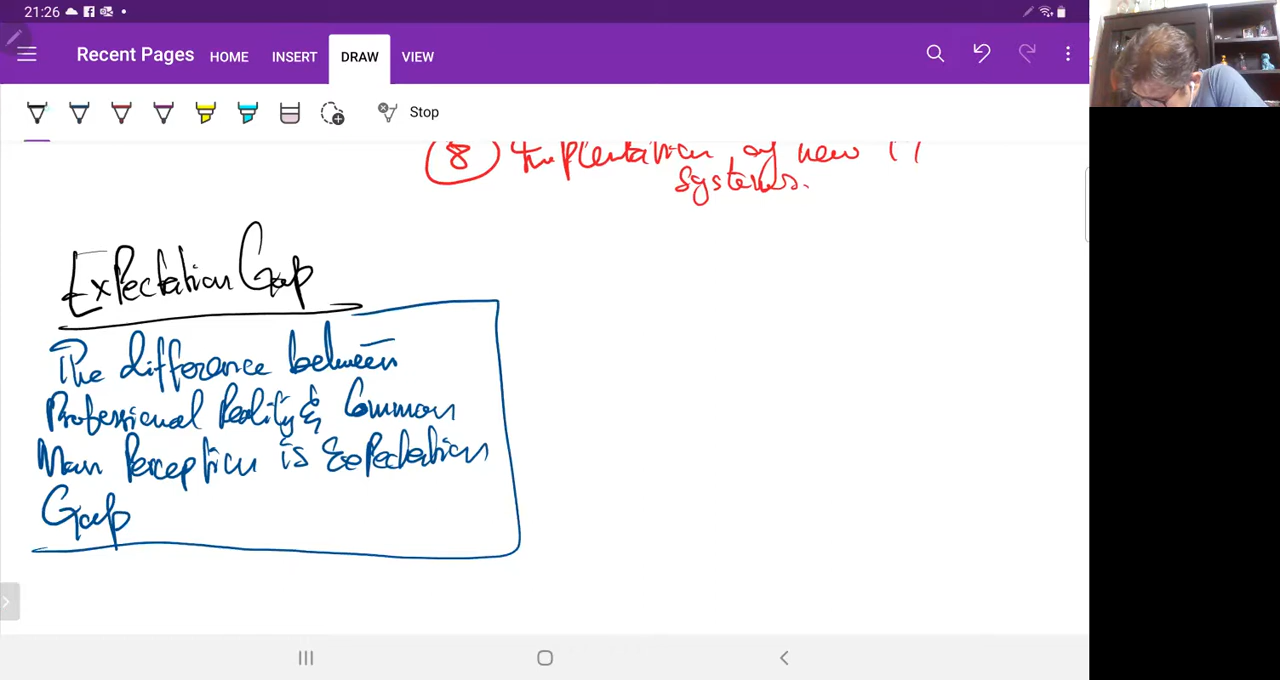 21:26
Recent Pages HOME INSERT DRAW VIEW
Stop
(8) Implentation of new IT
systems.
Expectation Gap
The difference between
Professional Reality & Common
Man Perception is Expectation
Gap